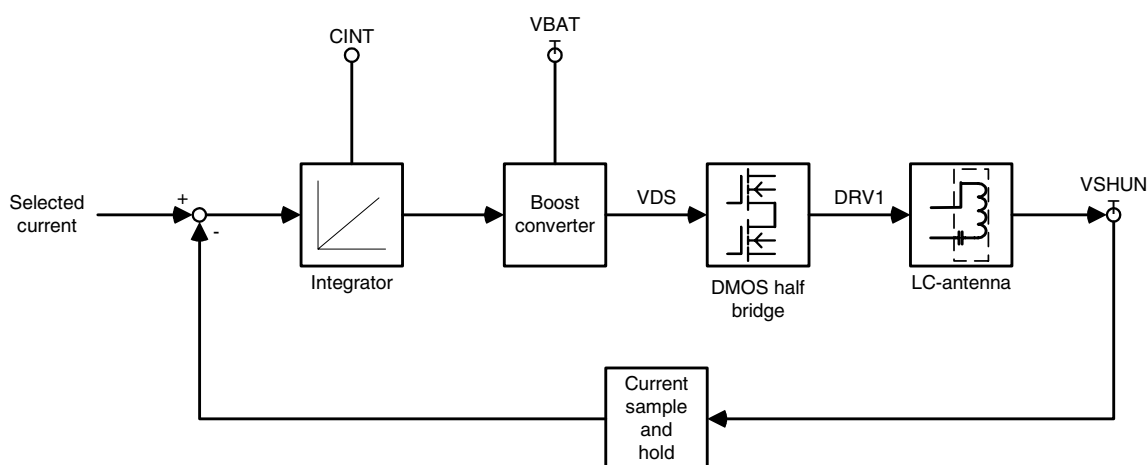 CINT
VBAT
Selected
current
+
-
Integrator
Boost
converter
VDS
DMOS half
bridge
DRV1
LC-antenna
VSHUN
Current
sample
and
hold